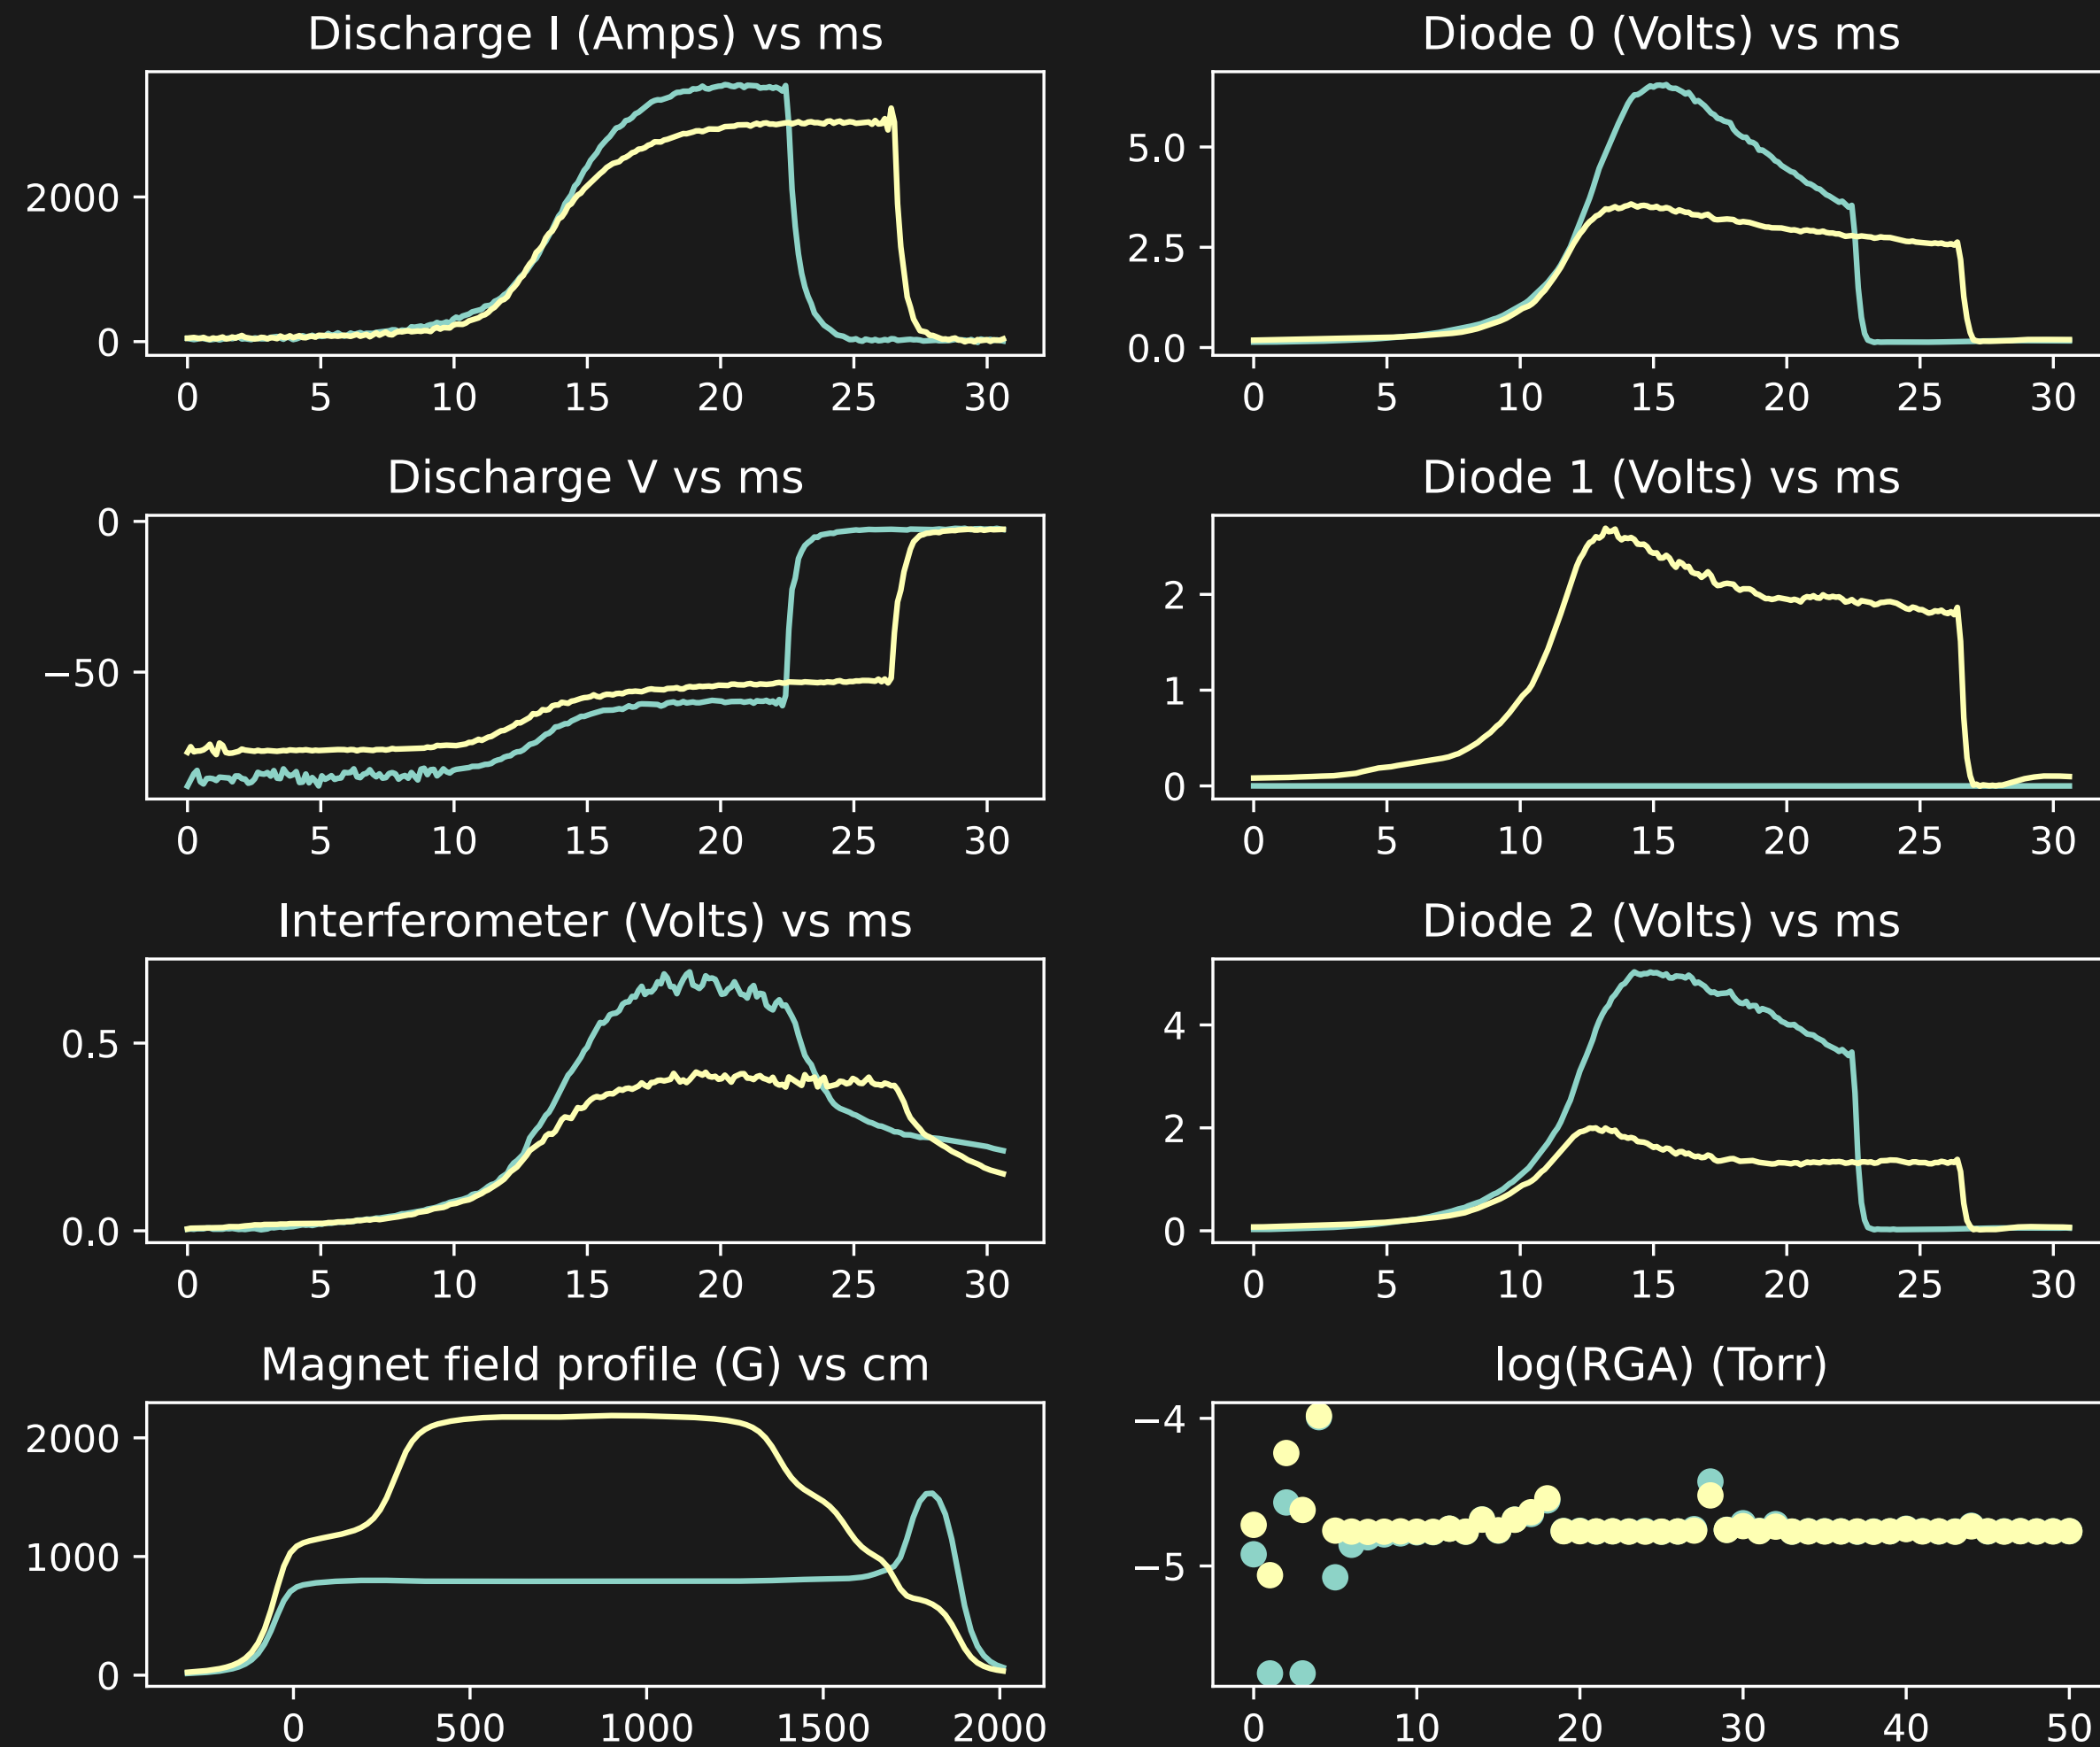 Discharge I (Amps) vs ms
2000
0
0 5 10 15 20 25 30
Diode 0 (Volts) vs ms
5.0
2.5
0.0
0 5 10 15 20 25 30
Discharge V vs ms
0
−50
0 5 10 15 20 25 30
Diode 1 (Volts) vs ms
2
1
0
0 5 10 15 20 25 30
Interferometer (Volts) vs ms
0.5
0.0
0 5 10 15 20 25 30
Diode 2 (Volts) vs ms
4
2
0
0 5 10 15 20 25 30
Magnet field profile (G) vs cm
2000
1000
0
0 500 1000 1500 2000
log(RGA) (Torr)
−4
−5
0 10 20 30 40 50